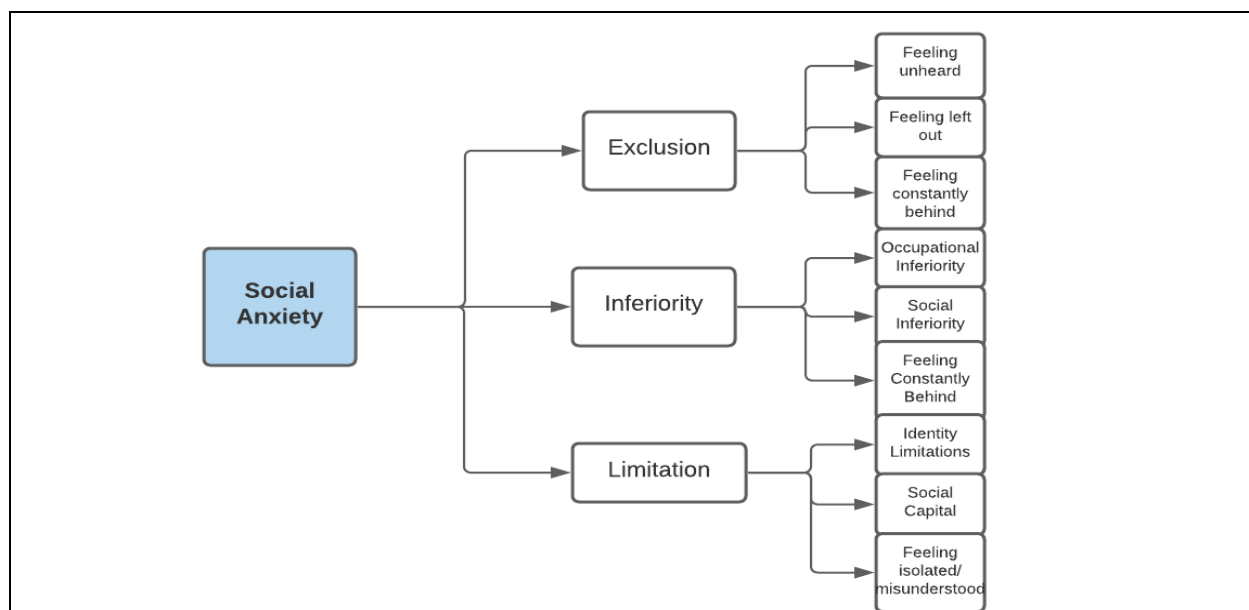 Social
Anxiety
Exclusion
Feeling
unheard
Feeling left
out
Feeling
constantly
behind
Inferiority
Occupational
Inferiority
Social
Inferiority
Feeling
Constantly
Behind
Limitation
Identity
Limitations
Social
Capital
Feeling
isolated/
misunderstood